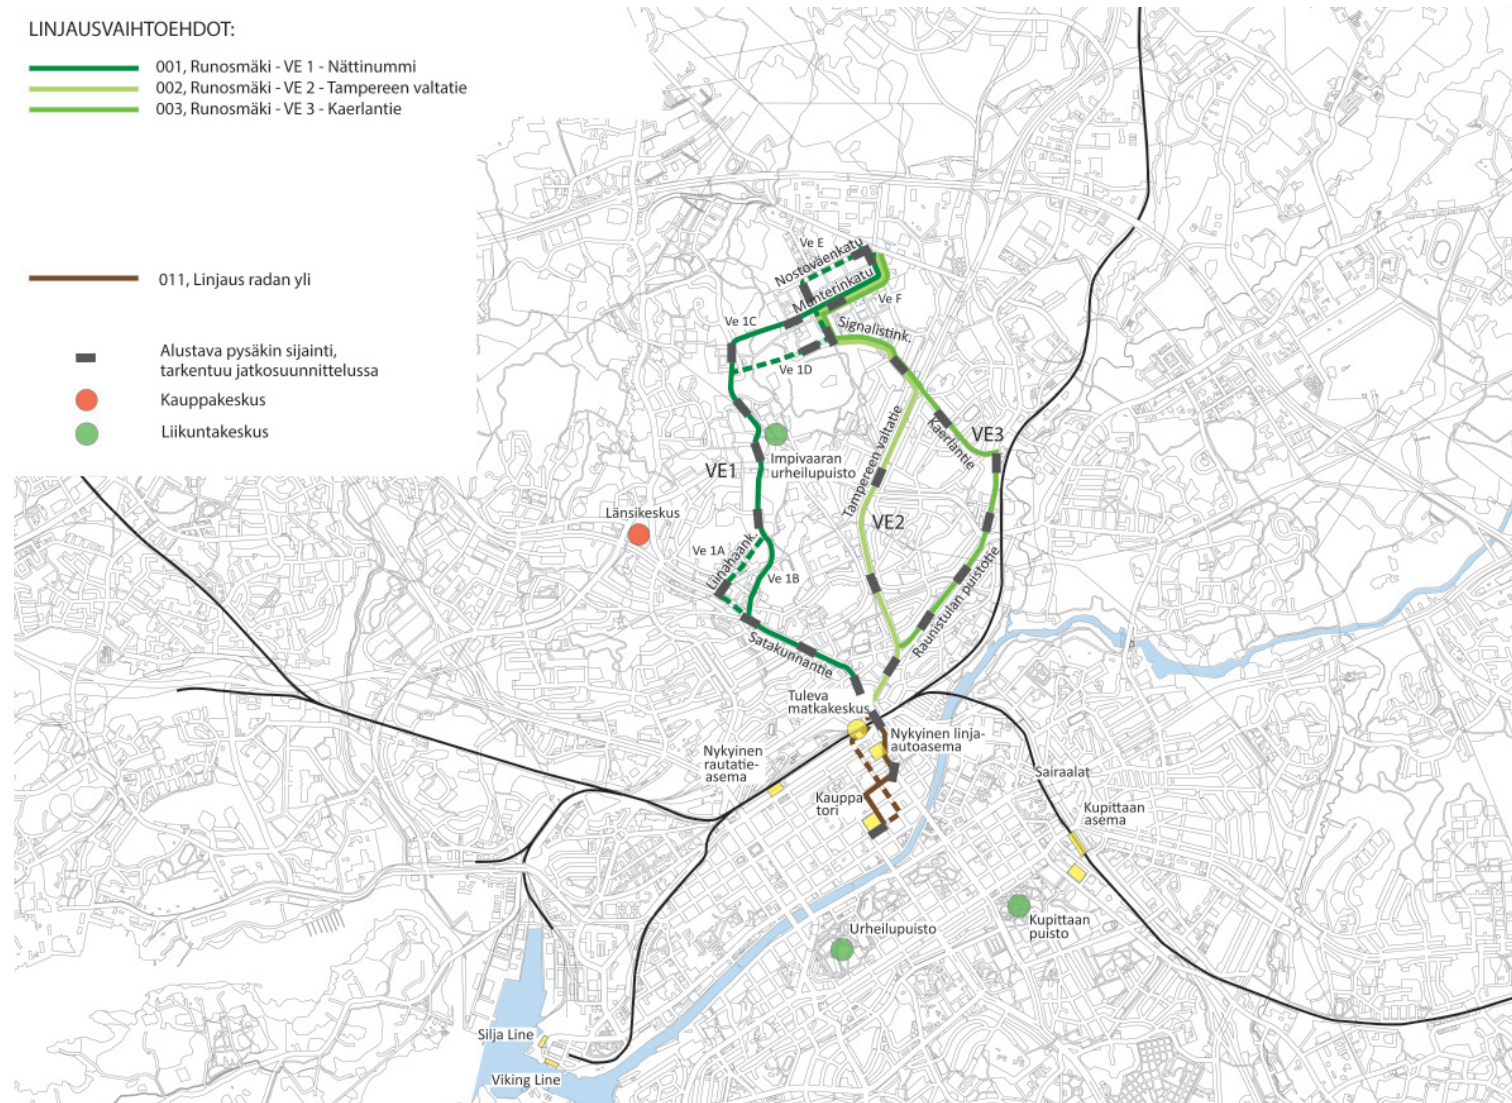 LINJAUSVAIHTOEHDOT:
001, Runosmäki - VE 1 - Nättinummi
002, Runosmäki - VE 2 - Tampereen valtatie
003, Runosmäki - VE 3 - Kaerlantie
011, Linjaus radan yli
Alustava pysäkin sijainti,
tarkentuu jatkosuunnittelussa
Kauppakeskus
Liikuntakeskus
Ve E
Nostoväenkatu
Munterinkatu
Ve F
Ve 1C
Signalistink.
Ve 1D
Tampereen valtatie
Kaerlantie
VE3
Impivaaran
urheilupuisto
VE1
Länsikeskus
VE2
Ve 1A
Liinahaank.
Ve 1B
Raunistulan puistotie
Satakunnantie
Tuleva
matkakeskus
Nykyinen linja-
autoasema
Nykyinen
rautatie-
asema
Sairaalat
Kauppa
tori
Kupittaan
asema
Kupittaan
puisto
Urheilupuisto
Silja Line
Viking Line